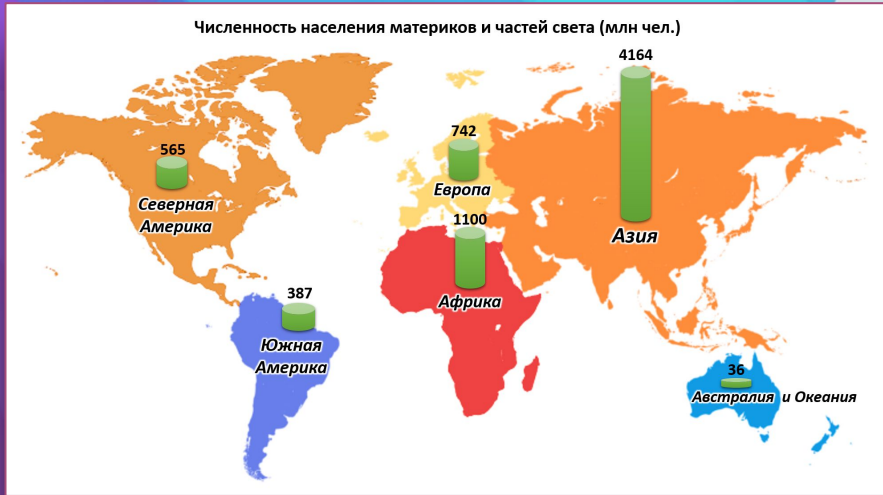 Численность населения материков и частей света (млн чел.)
4164
742
565
Европа
Северная
Америка
1100
Азия
Африка
387
Южная
Америка
36
Австралия и Океания